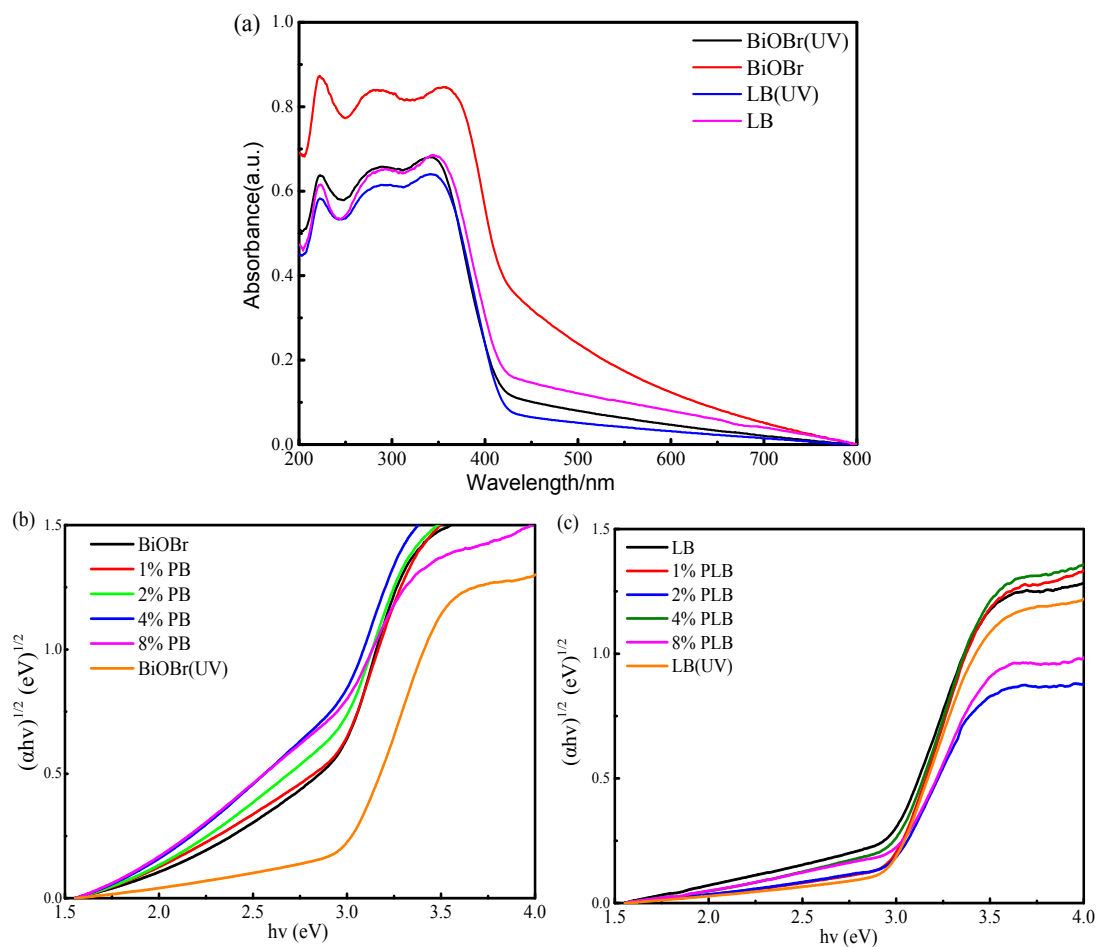 (a)
1.0
0.8
0.6
0.4
0.2
0.0
Absorbance(a.u.)
200 300 400 500 600 700 800
Wavelength/nm
BiOBr(UV)
BiOBr
LB(UV)
LB
(b)
1.5
1.0
0.5
0.0
(αhν)^1/2 (eV)^1/2
1.5 2.0 2.5 3.0 3.5 4.0
hν (eV)
BiOBr
1% PB
2% PB
4% PB
8% PB
BiOBr(UV)
(c)
1.5
1.0
0.5
0.0
(αhν)^1/2 (eV)^1/2
1.5 2.0 2.5 3.0 3.5 4.0
hν (eV)
LB
1% PLB
2% PLB
4% PLB
8% PLB
LB(UV)